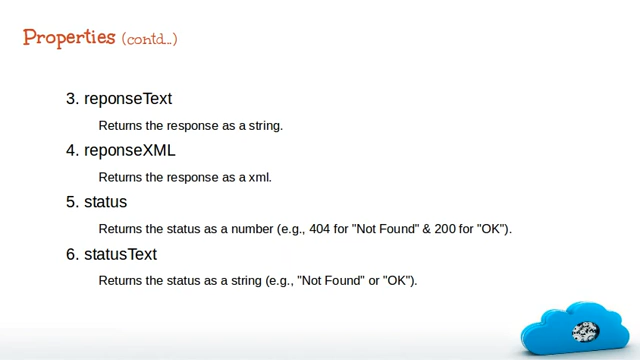 Properties (contd...)
3. reponseText
Returns the response as a string.
4. reponseXML
Returns the response as a xml.
5. status
Returns the status as a number (e.g., 404 for "Not Found" & 200 for "OK").
6. statusText
Returns the status as a string (e.g., "Not Found" or "OK").